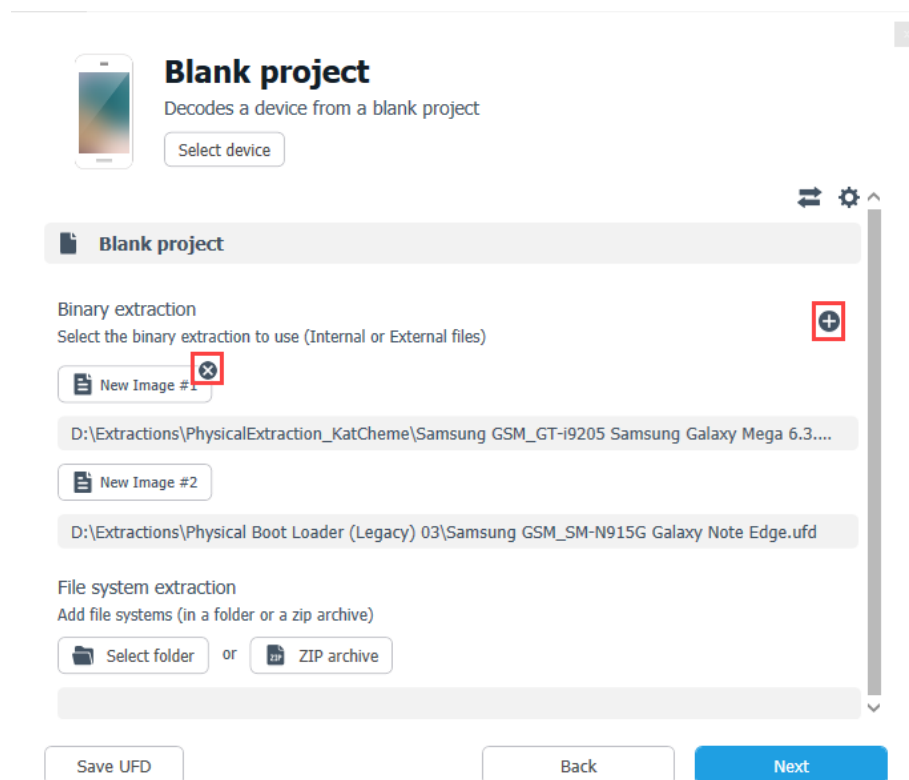 Blank project
Decodes a device from a blank project
Select device
Blank project
Binary extraction
Select the binary extraction to use (Internal or External files)
New Image #1
D:\Extractions\PhysicalExtraction_KatCheme\Samsung GSM_GT-i9205 Samsung Galaxy Mega 6.3....
New Image #2
D:\Extractions\Physical Boot Loader (Legacy) 03\Samsung GSM_SM-N915G Galaxy Note Edge.ufd
File system extraction
Add file systems (in a folder or a zip archive)
Select folder or ZIP ZIP archive
Save UFD Back Next